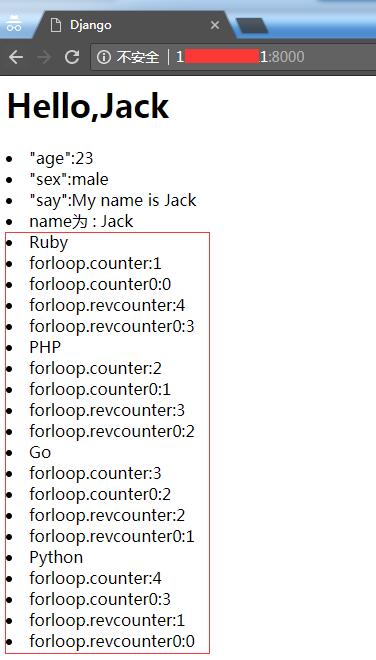 Django
不安全
1
1:8000
Hello,Jack
"age":23
"sex":male
"say":My name is Jack
name为 : Jack
Ruby
forloop.counter:1
forloop.counter0:0
forloop.revcounter:4
forloop.revcounter0:3
PHP
forloop.counter:2
forloop.counter0:1
forloop.revcounter:3
forloop.revcounter0:2
Go
forloop.counter:3
forloop.counter0:2
forloop.revcounter:2
forloop.revcounter0:1
Python
forloop.counter:4
forloop.counter0:3
forloop.revcounter:1
forloop.revcounter0:0